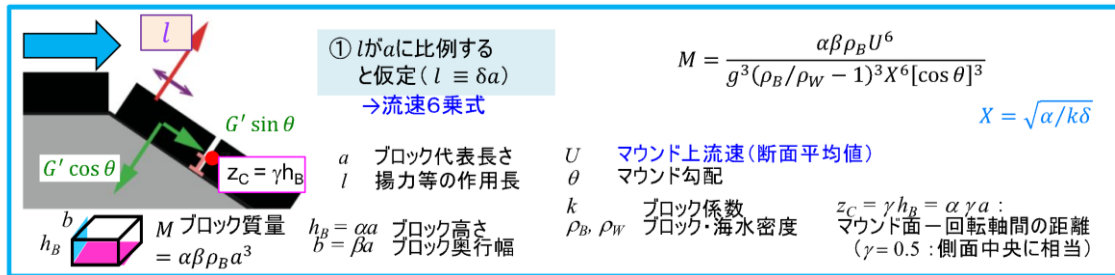 l
① lがaに比例する
と仮定( l ≡ δa)
→流速6乗式
M = αβρ_B U^6 / g^3(ρ_B/ρ_W − 1)^3 X^6[cos θ]^3
X = √(α/kδ)
G′ sin θ
G′ cos θ
z_C = γh_B
a ブロック代表長さ
l 揚力等の作用長
U マウンド上流速(断面平均値)
θ マウンド勾配
b
h_B
M ブロック質量
= αβρ_B a^3
h_B = αa ブロック高さ
b = βa ブロック奥行幅
k ブロック係数
ρ_B, ρ_W ブロック・海水密度
z_C = γ h_B = α γ a :
マウンド面ー回転軸間の距離
(γ = 0.5 : 側面中央に相当)